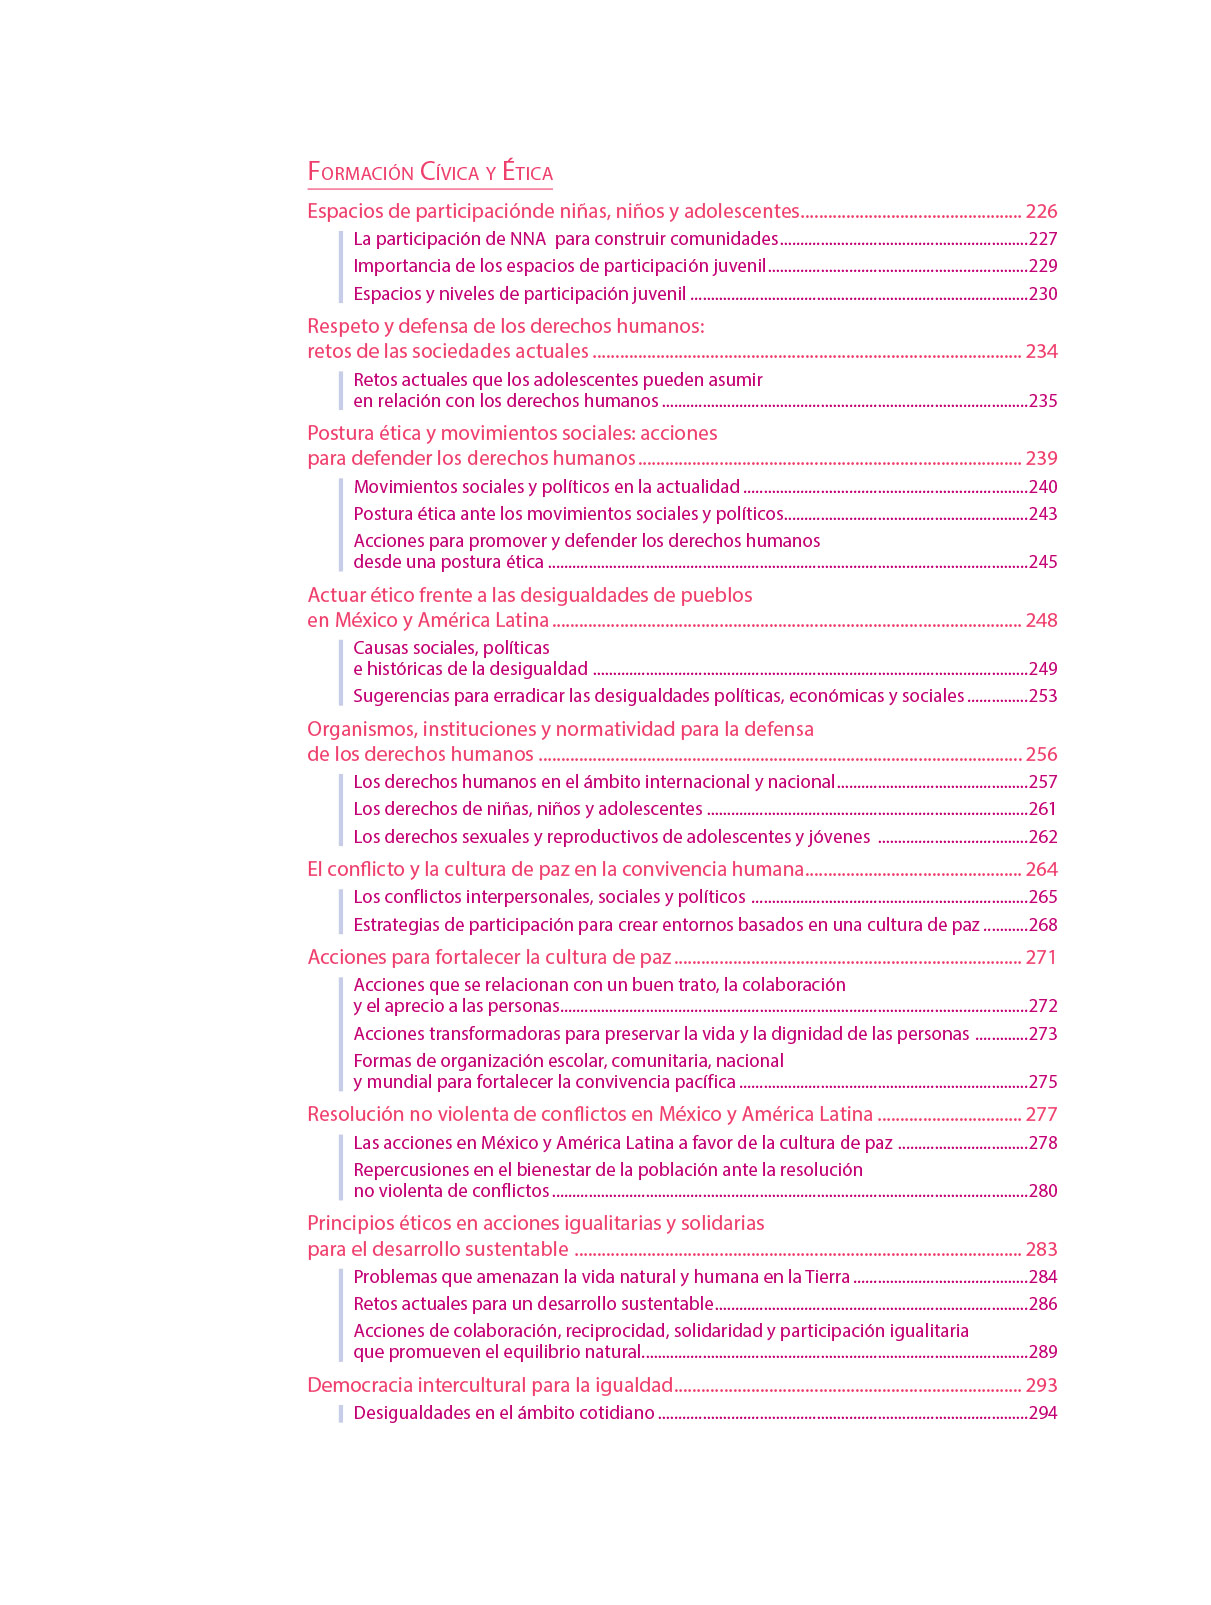 Formación Cívica y Ética
Espacios de participaciónde niñas, niños y adolescentes................................................ 226
La participación de NNA  para construir comunidades.............................................................227
Importancia de los espacios de participación juvenil................................................................229
Espacios y niveles de participación juvenil ...................................................................................230
Respeto y defensa de los derechos humanos:
retos de las sociedades actuales .............................................................................................. 234
Retos actuales que los adolescentes pueden asumir
en relación con los derechos humanos ..........................................................................................235
Postura ética y movimientos sociales: acciones
para defender los derechos humanos.................................................................................... 239
Movimientos sociales y políticos en la actualidad ......................................................................240
Postura ética ante los movimientos sociales y políticos............................................................243
Acciones para promover y defender los derechos humanos
desde una postura ética ......................................................................................................................245
Actuar ético frente a las desigualdades de pueblos
en México y América Latina....................................................................................................... 248
Causas sociales, políticas
e históricas de la desigualdad ...........................................................................................................249
Sugerencias para erradicar las desigualdades políticas, económicas y sociales...............253
Organismos, instituciones y normatividad para la defensa
de los derechos humanos .......................................................................................................... 256
Los derechos humanos en el ámbito internacional y nacional...............................................257
Los derechos de niñas, niños y adolescentes ...............................................................................261
Los derechos sexuales y reproductivos de adolescentes y jóvenes .....................................262
El conflicto y la cultura de paz en la convivencia humana................................................ 264
Los conflictos interpersonales, sociales y políticos ....................................................................265
Estrategias de participación para crear entornos basados en una cultura de paz ...........268
Acciones para fortalecer la cultura de paz............................................................................ 271
Acciones que se relacionan con un buen trato, la colaboración
y el aprecio a las personas...................................................................................................................272
Acciones transformadoras para preservar la vida y la dignidad de las personas .............273
Formas de organización escolar, comunitaria, nacional
y mundial para fortalecer la convivencia pacífica .......................................................................275
Resolución no violenta de conflictos en México y América Latina ................................ 277
Las acciones en México y América Latina a favor de la cultura de paz ................................278
Repercusiones en el bienestar de la población ante la resolución
no violenta de conflictos.....................................................................................................................280
Principios éticos en acciones igualitarias y solidarias
para el desarrollo sustentable .................................................................................................. 283
Problemas que amenazan la vida natural y humana en la Tierra ...........................................284
Retos actuales para un desarrollo sustentable.............................................................................286
Acciones de colaboración, reciprocidad, solidaridad y participación igualitaria
que promueven el equilibrio natural...............................................................................................289
Democracia intercultural para la igualdad............................................................................ 293
Desigualdades en el ámbito cotidiano ...........................................................................................294